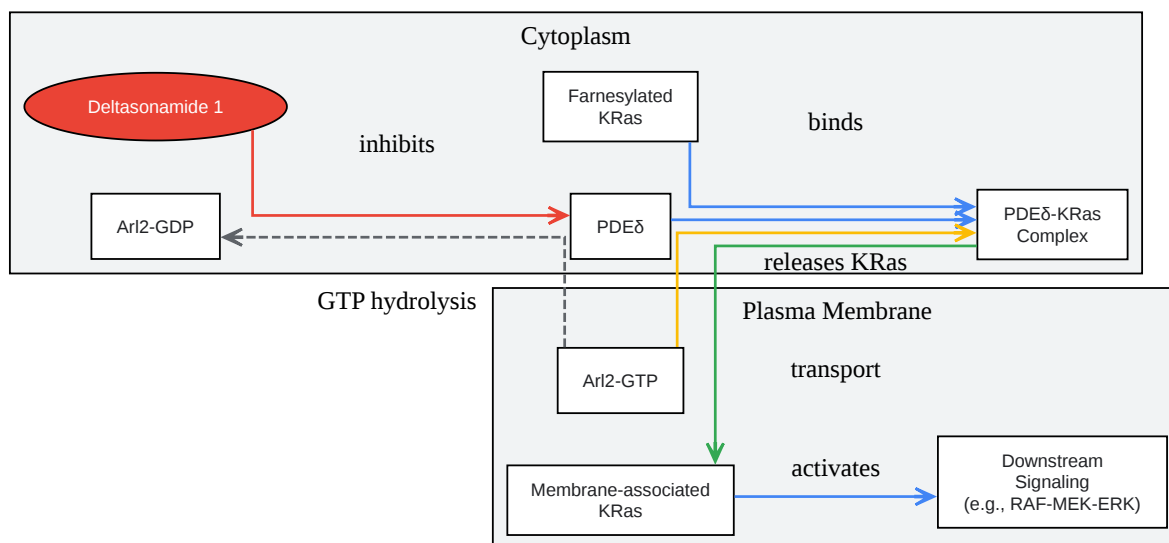 Cytoplasm
Deltasonamide 1
Farnesylated
KRas
binds
inhibits
Arl2-GDP
PDEδ
PDEδ-KRas
Complex
releases KRas
GTP hydrolysis
Plasma Membrane
Arl2-GTP
transport
Membrane-associated
KRas
activates
Downstream
Signaling
(e.g., RAF-MEK-ERK)